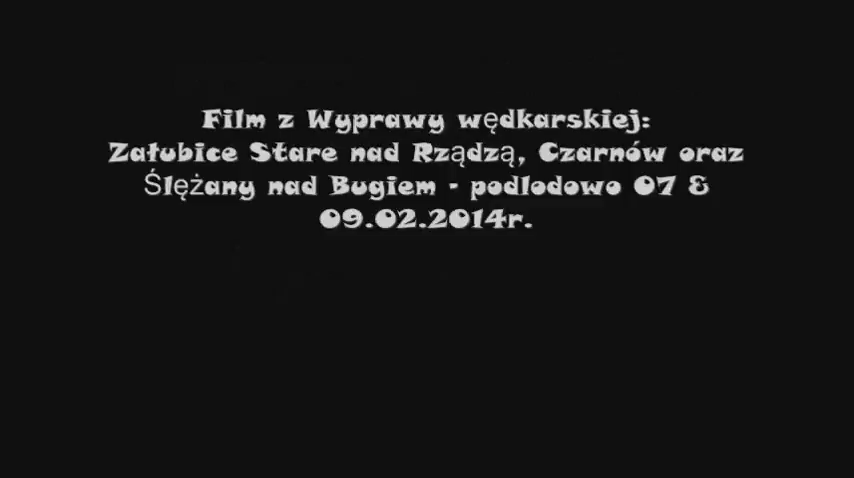 Film z Wyprawy wędkarskiej:
Załubice Stare nad Rządzą, Czarnów oraz
Ślężany nad Bugiem - podlodowo 07 &
09.02.2014r.